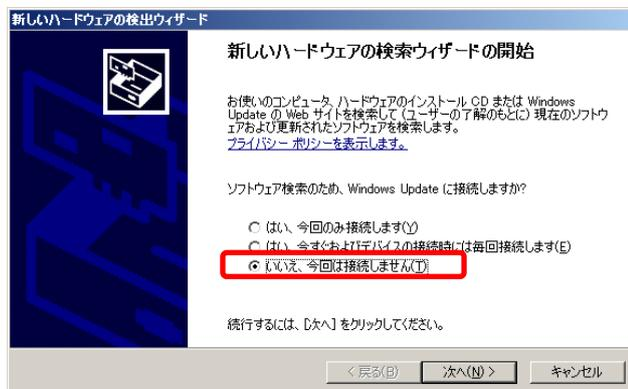 新しいハードウェアの検出ウィザード
新しいハードウェアの検索ウィザードの開始
お使いのコンピュータ、ハードウェアのインストール CD または Windows
Update の Web サイトを検索して (ユーザーの了解のもとに) 現在のソフトウ
ェアおよび更新されたソフトウェアを検索します。
プライバシー ポリシーを表示します。
ソフトウェア検索のため、Windows Update に接続しますか?
はい、今回のみ接続します(Y)
はい、今すぐおよびデバイスの接続時には毎回接続します(E)
いいえ、今回は接続しません(T)
続行するには、[次へ] をクリックしてください。
< 戻る(B) 次へ(N) > キャンセル